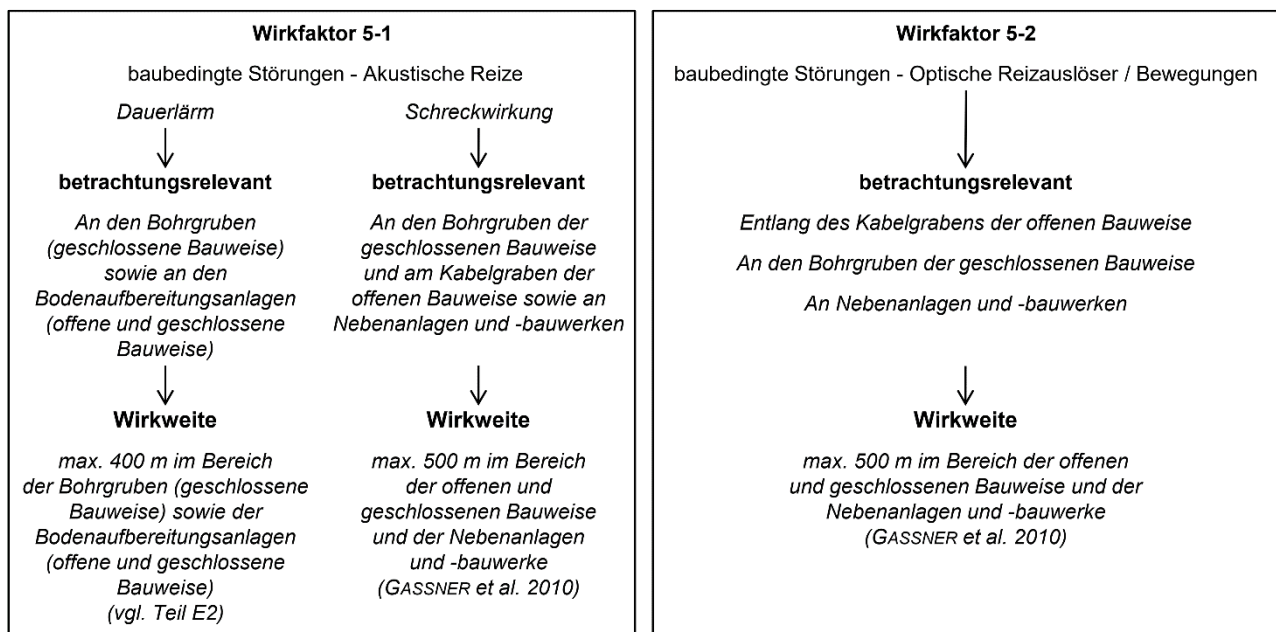 Wirkfaktor 5-1
baubedingte Störungen - Akustische Reize
Dauerlärm
betrachtungsrelevant
An den Bohrgruben
(geschlossene Bauweise)
sowie an den
Bodenaufbereitungsanlagen
(offene und geschlossene
Bauweise)
Wirkweite
max. 400 m im Bereich
der Bohrgruben (geschlossene
Bauweise) sowie der
Bodenaufbereitungsanlagen
(offene und geschlossene
Bauweise)
(vgl. Teil E2)
Schreckwirkung
betrachtungsrelevant
An den Bohrgruben der
geschlossenen Bauweise
und am Kabelgraben der
offenen Bauweise sowie an
Nebenanlagen und -bauwerken
Wirkweite
max. 500 m im Bereich
der offenen und
geschlossenen Bauweise
und der Nebenanlagen
und -bauwerke
(GASSNER et al. 2010)
Wirkfaktor 5-2
baubedingte Störungen - Optische Reizauslöser / Bewegungen
betrachtungsrelevant
Entlang des Kabelgrabens der offenen Bauweise
An den Bohrgruben der geschlossenen Bauweise
An Nebenanlagen und -bauwerken
Wirkweite
max. 500 m im Bereich der offenen
und geschlossenen Bauweise und der
Nebenanlagen und -bauwerke
(GASSNER et al. 2010)